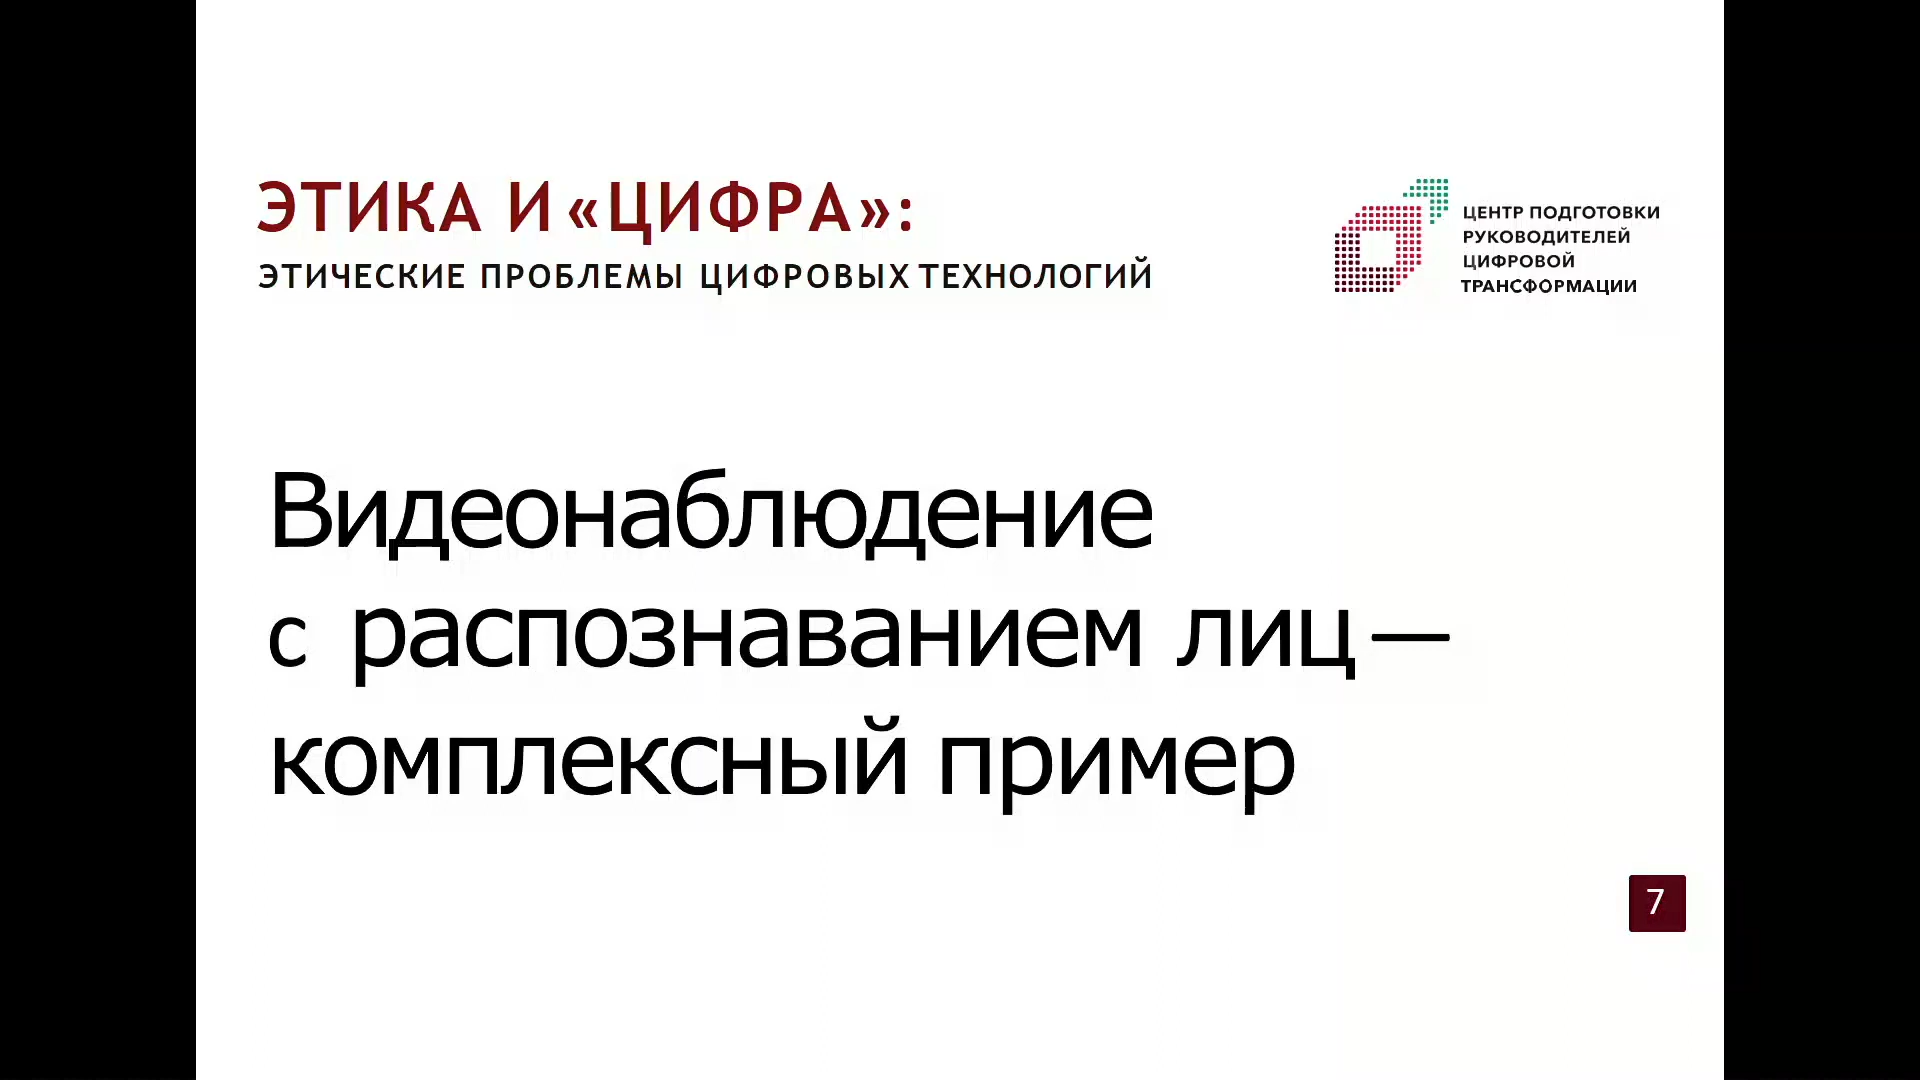 ЭТИКА И «ЦИФРА»:
ЭТИЧЕСКИЕ ПРОБЛЕМЫ ЦИФРОВЫХ ТЕХНОЛОГИЙ
ЦЕНТР ПОДГОТОВКИ
РУКОВОДИТЕЛЕЙ
ЦИФРОВОЙ
ТРАНСФОРМАЦИИ
Видеонаблюдение
с распознаванием лиц —
комплексный пример
7